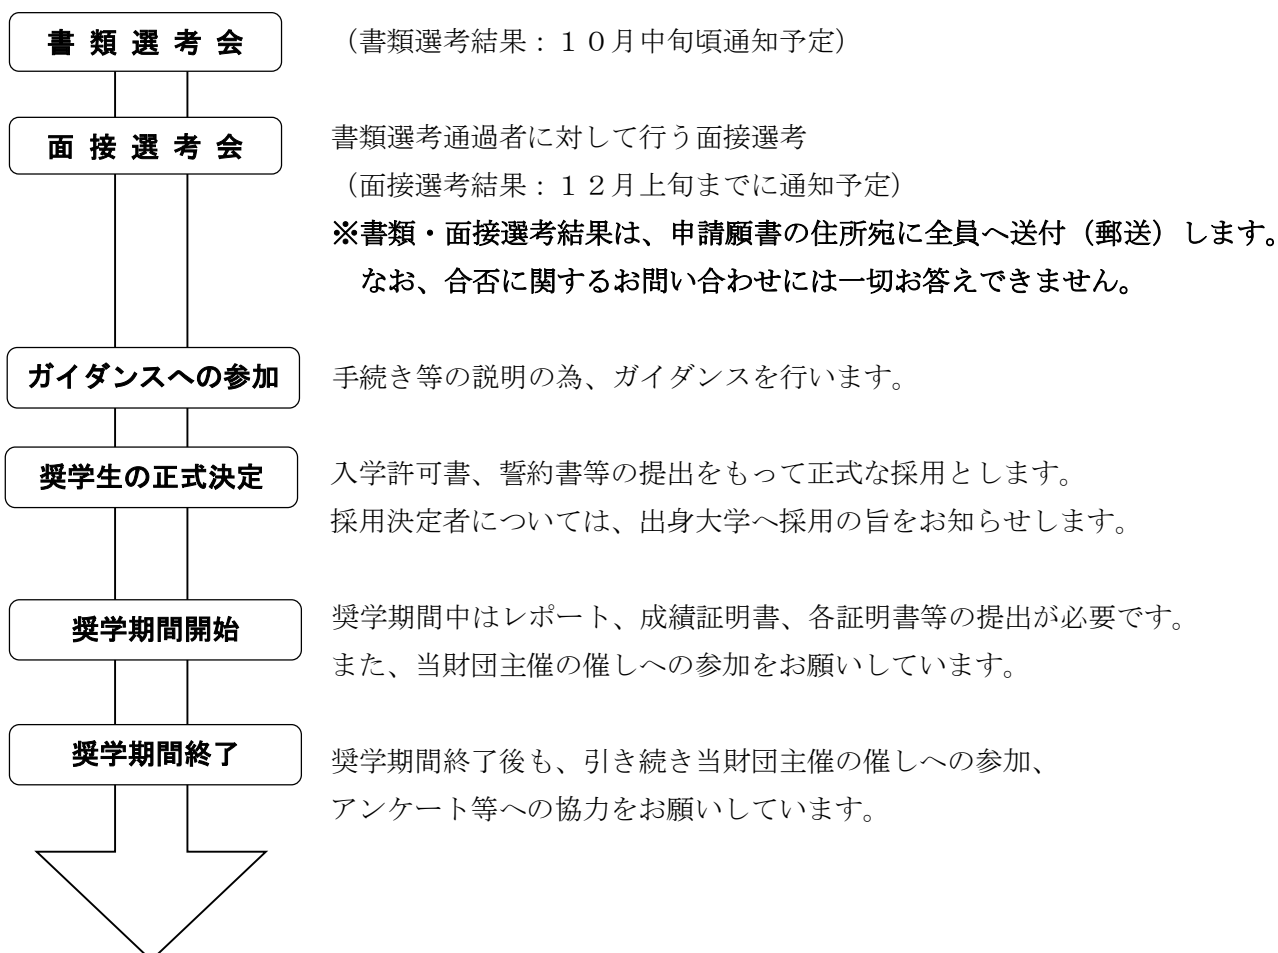 書 類 選 考 会
（書類選考結果：１０月中旬頃通知予定）
面 接 選 考 会
書類選考通過者に対して行う面接選考
（面接選考結果：１２月上旬までに通知予定）
※書類・面接選考結果は、申請願書の住所宛に全員へ送付（郵送）します。
なお、合否に関するお問い合わせには一切お答えできません。
ガイダンスへの参加
手続き等の説明の為、ガイダンスを行います。
奨学生の正式決定
入学許可書、誓約書等の提出をもって正式な採用とします。
採用決定者については、出身大学へ採用の旨をお知らせします。
奨学期間開始
奨学期間中はレポート、成績証明書、各証明書等の提出が必要です。
また、当財団主催の催しへの参加をお願いしています。
奨学期間終了
奨学期間終了後も、引き続き当財団主催の催しへの参加、
アンケート等への協力をお願いしています。